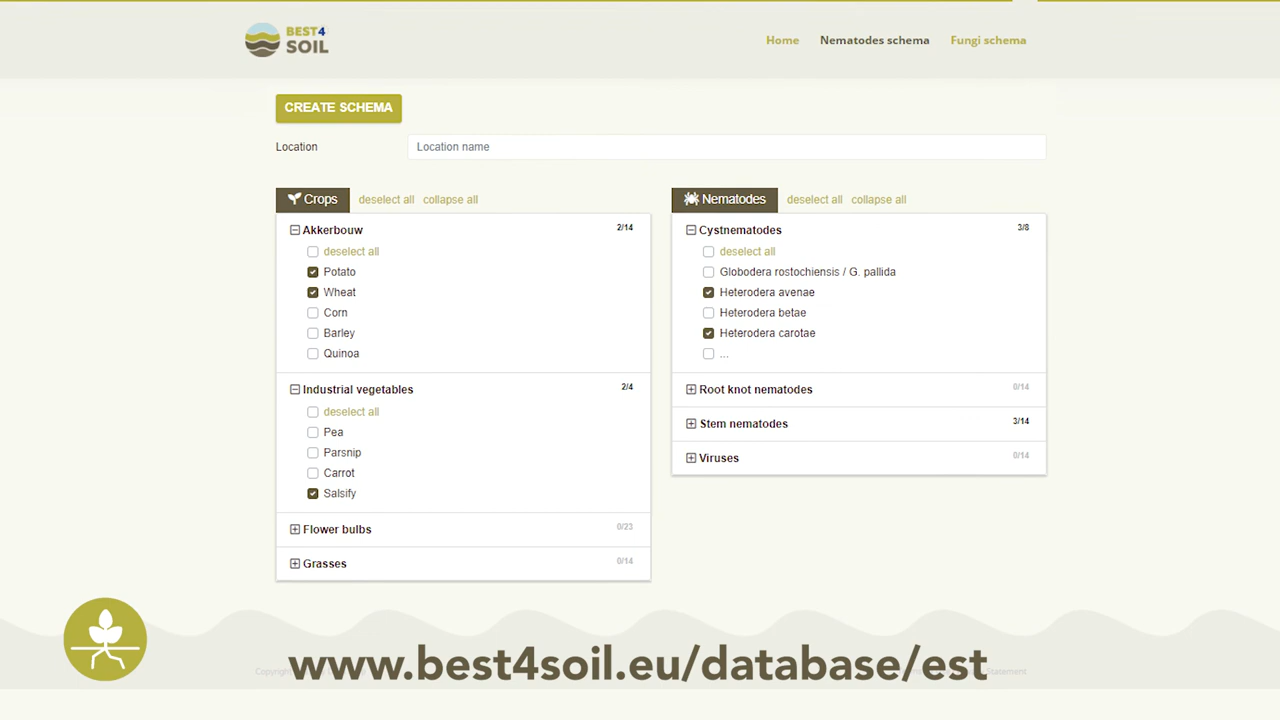 BEST4
SOIL
Home
Nematodes schema
Fungi schema
CREATE SCHEMA
Location
Location name
Crops
deselect all
collapse all
Akkerbouw
2/14
deselect all
Potato
Wheat
Corn
Barley
Quinoa
Industrial vegetables
2/4
deselect all
Pea
Parsnip
Carrot
Salsify
Flower bulbs
0/23
Grasses
0/14
Nematodes
deselect all
collapse all
Cystnematodes
3/8
deselect all
Globodera rostochiensis / G. pallida
Heterodera avenae
Heterodera betae
Heterodera carotae
...
Root knot nematodes
0/14
Stem nematodes
3/14
Viruses
0/14
www.best4soil.eu/database/est
Copyright
Statement